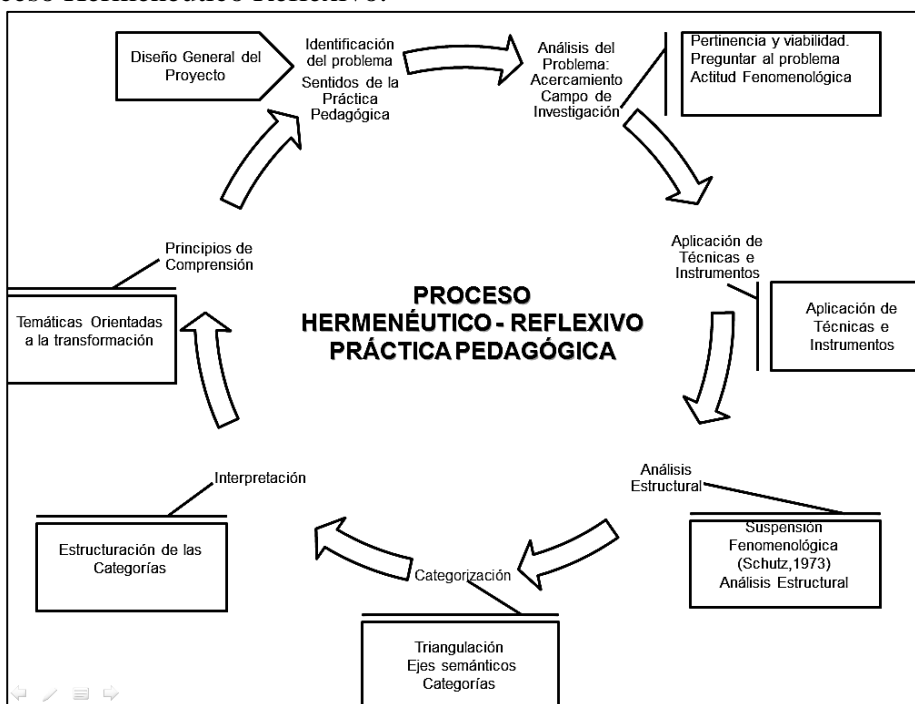 ceso Hermenéutico Reflexivo.
Diseño General del
Proyecto
Identificación
del problema
Sentidos de la
Práctica
Pedagógica
Análisis del
Problema:
Acercamiento
Campo de
Investigación
Pertinencia y viabilidad.
Preguntar al problema
Actitud Fenomenológica
Aplicación de
Técnicas e
Instrumentos
Aplicación de
Técnicas e
Instrumentos
Análisis
Estructural
Suspensión
Fenomenológica
(Schutz,1973)
Análisis Estructural
Categorización
Triangulación
Ejes semánticos
Categorías
Interpretación
Estructuración de las
Categorías
Principios de
Comprensión
Temáticas Orientadas
a la transformación
PROCESO
HERMENÉUTICO - REFLEXIVO
PRÁCTICA PEDAGÓGICA